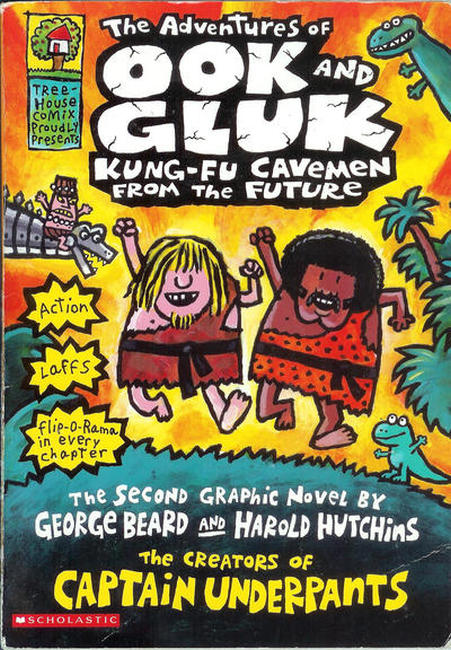 The Adventures of
OOK AND
GLUK
KUNG-FU CAVEMEN
FROM THE FUTURE
TREE-
HOUSE
COMIX
PROUDLY
PRESENTS
Action
LAFFS
Flip-O-Rama
in every
chapter
THE SECOND GRAPHIC NOVEL BY
GEORGE BEARD AND HAROLD HUTCHINS
THE CREATORS OF
CAPTAIN UNDERPANTS
SCHOLASTIC